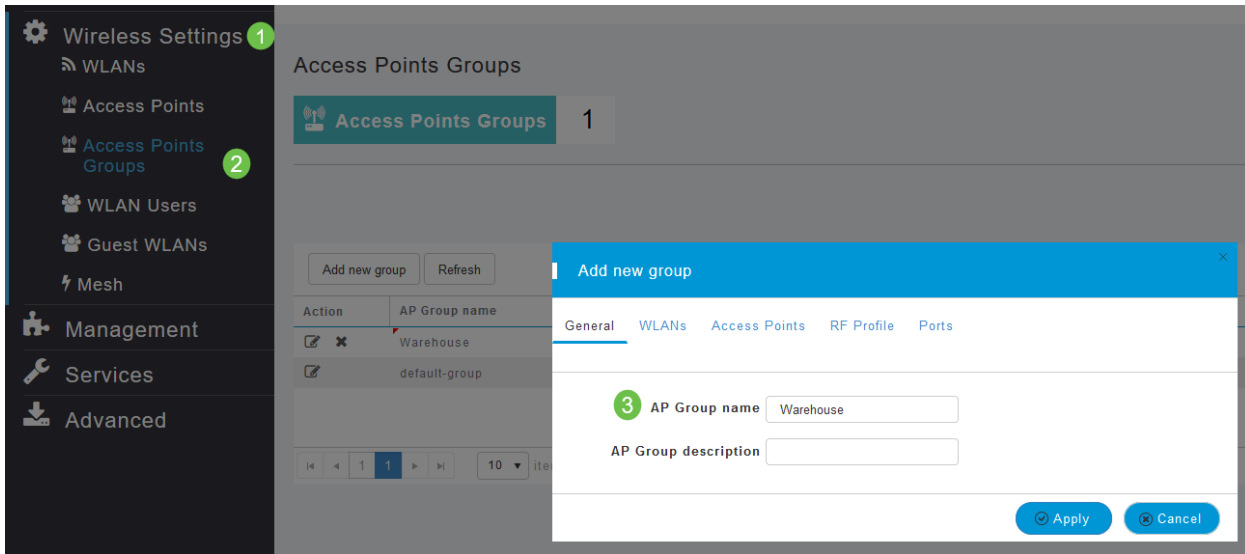 Wireless Settings 1
WLANs
Access Points
Access Points
Groups
2
WLAN Users
Guest WLANs
Mesh
Management
Services
Advanced
Access Points Groups
Access Points Groups 1
Add new group Refresh
Action AP Group name
Warehouse
default-group
1 1 10 ite
Add new group
General WLANs Access Points RF Profile Ports
3 AP Group name Warehouse
AP Group description
Apply Cancel